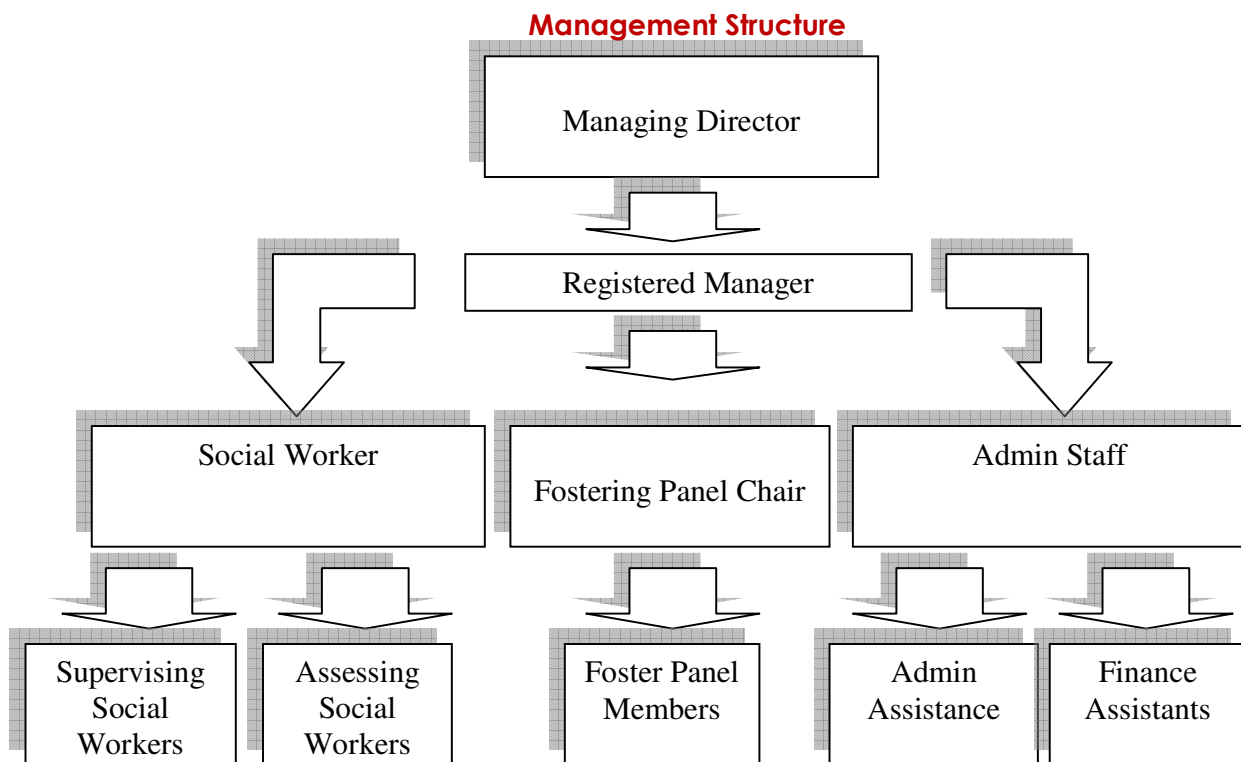 Management Structure
Managing Director
Registered Manager
Social Worker
Fostering Panel Chair
Admin Staff
Supervising
Social
Workers
Assessing
Social
Workers
Foster Panel
Members
Admin
Assistance
Finance
Assistants